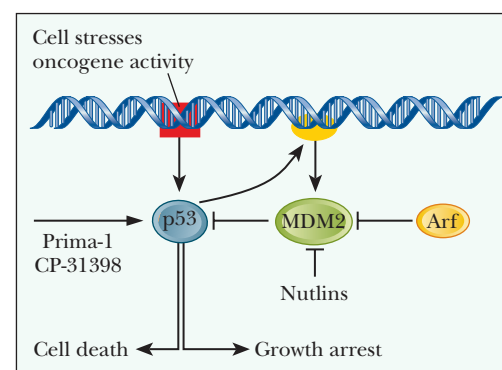 Cell stresses
oncogene activity
p53
MDM2
Arf
Prima-1
CP-31398
Nutlins
Cell death
Growth arrest